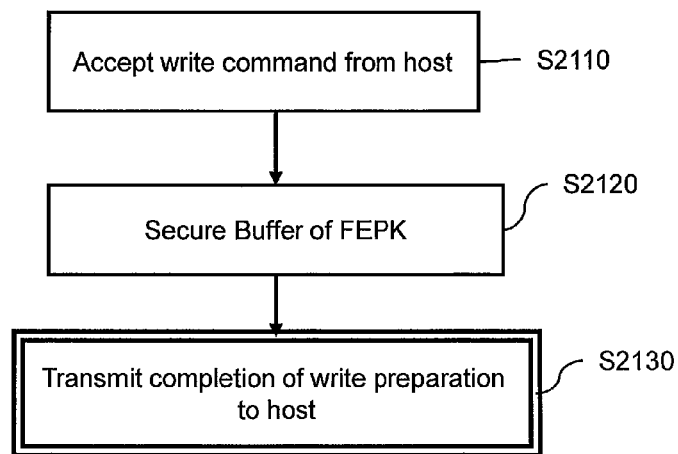 Accept write command from host
S2110
Secure Buffer of FEPK
S2120
Transmit completion of write preparation
to host
S2130